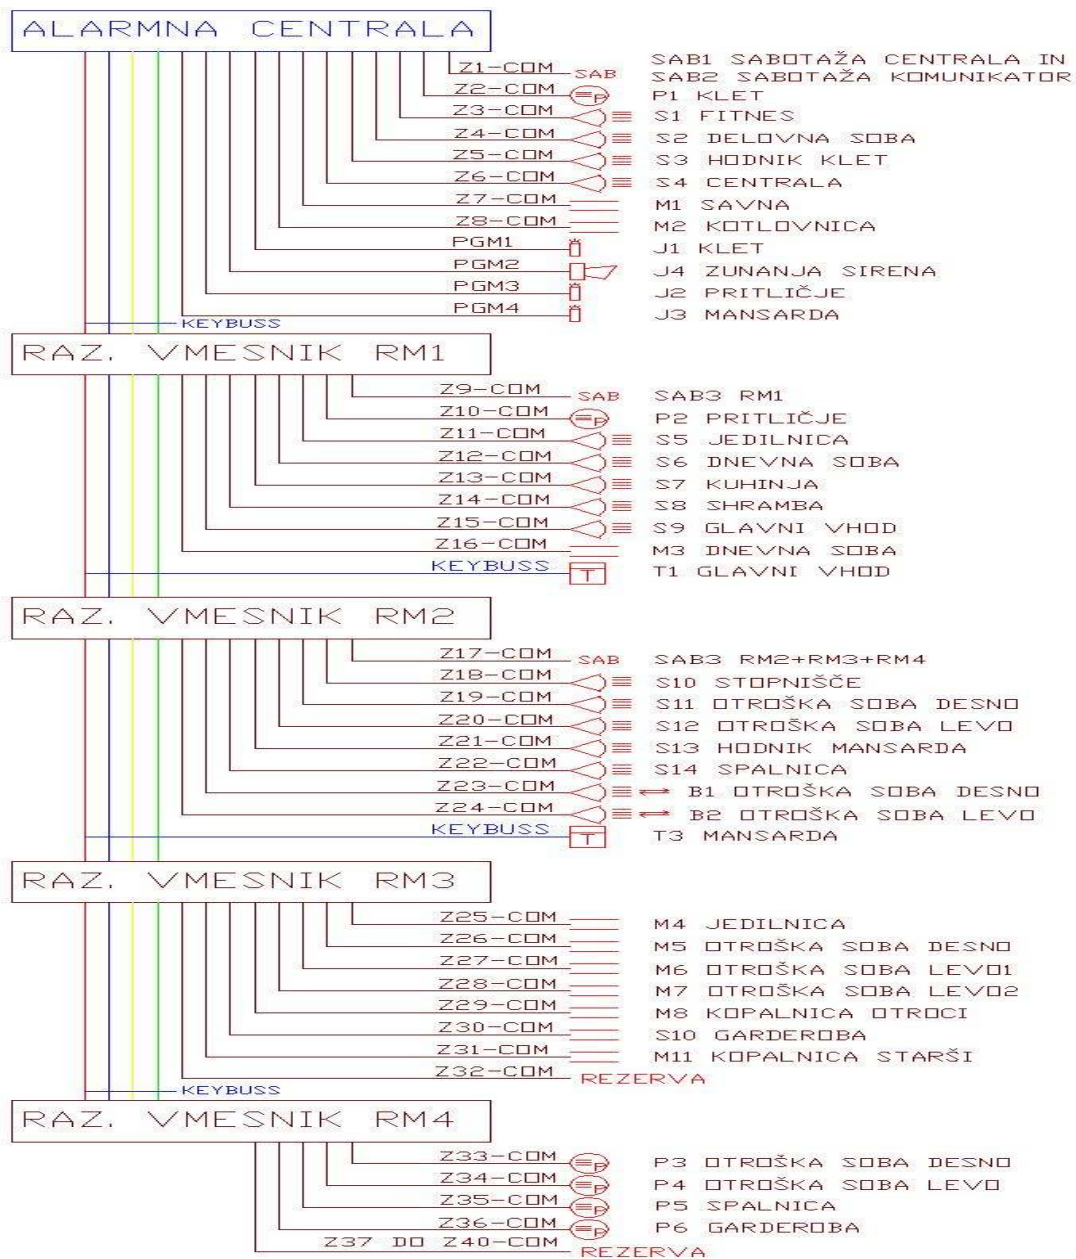 ALARMNA CENTRALA
Z1-COM SAB SAB1 SABOTAŽA CENTRALA IN
SAB2 SABOTAŽA KOMUNIKATOR
Z2-COM P P1 KLET
Z3-COM S1 FITNES
Z4-COM S2 DELOVNA SOBA
Z5-COM S3 HODNIK KLET
Z6-COM S4 CENTRALA
Z7-COM M1 SAVNA
Z8-COM M2 KOTLOVNICA
PGM1 J1 KLET
PGM2 J4 ZUNANJA SIRENA
PGM3 J2 PRITLIČJE
PGM4 J3 MANSARDA
KEYBUSS
RAZ. VMESNIK RM1
Z9-COM SAB SAB3 RM1
Z10-COM P P2 PRITLIČJE
Z11-COM S5 JEDILNICA
Z12-COM S6 DNEVNA SOBA
Z13-COM S7 KUHINJA
Z14-COM S8 SHRAMBA
Z15-COM S9 GLAVNI VHOD
Z16-COM M3 DNEVNA SOBA
KEYBUSS T T1 GLAVNI VHOD
RAZ. VMESNIK RM2
Z17-COM SAB SAB3 RM2+RM3+RM4
Z18-COM S10 STOPNIŠČE
Z19-COM S11 OTROŠKA SOBA DESNO
Z20-COM S12 OTROŠKA SOBA LEVO
Z21-COM S13 HODNIK MANSARDA
Z22-COM S14 SPALNICA
Z23-COM B1 OTROŠKA SOBA DESNO
Z24-COM B2 OTROŠKA SOBA LEVO
KEYBUSS T T3 MANSARDA
RAZ. VMESNIK RM3
Z25-COM M4 JEDILNICA
Z26-COM M5 OTROŠKA SOBA DESNO
Z27-COM M6 OTROŠKA SOBA LEVO1
Z28-COM M7 OTROŠKA SOBA LEVO2
Z29-COM M8 KOPALNICA OTROCI
Z30-COM S10 GARDEROBA
Z31-COM M11 KOPALNICA STARŠI
Z32-COM REZERVA
KEYBUSS
RAZ. VMESNIK RM4
Z33-COM P P3 OTROŠKA SOBA DESNO
Z34-COM P P4 OTROŠKA SOBA LEVO
Z35-COM P P5 SPALNICA
Z36-COM P P6 GARDEROBA
Z37 DO Z40-COM REZERVA